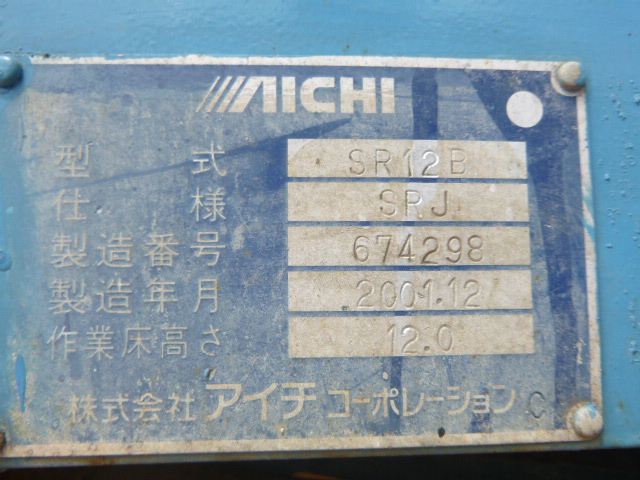 AICHI
型式 SR12B
仕様 SRJ
製造番号 674298
製造年月 2001.12
作業床高さ 12.0
株式会社 アイチ コーポレーション C